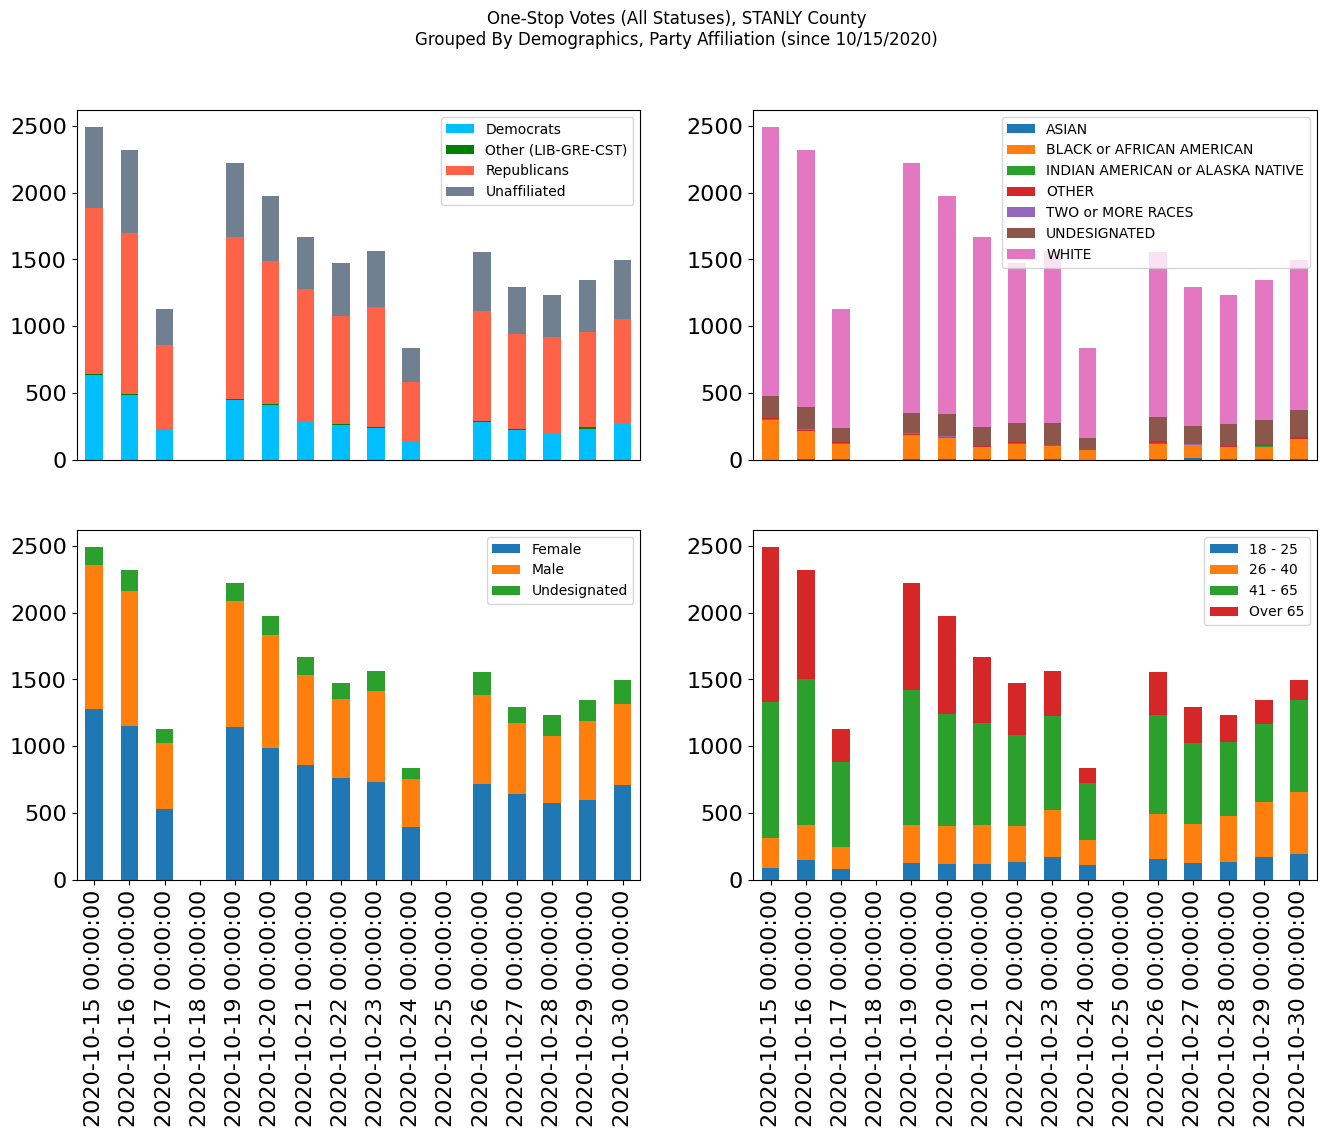 One-Stop Votes (All Statuses), STANLY County
Grouped By Demographics, Party Affiliation (since 10/15/2020)
2500
2000
1500
1000
500
0
Democrats
Other (LIB-GRE-CST)
Republicans
Unaffiliated
2500
2000
1500
1000
500
0
ASIAN
BLACK or AFRICAN AMERICAN
INDIAN AMERICAN or ALASKA NATIVE
OTHER
TWO or MORE RACES
UNDESIGNATED
WHITE
2500
2000
1500
1000
500
0
Female
Male
Undesignated
2020-10-15 00:00:00
2020-10-16 00:00:00
2020-10-17 00:00:00
2020-10-18 00:00:00
2020-10-19 00:00:00
2020-10-20 00:00:00
2020-10-21 00:00:00
2020-10-22 00:00:00
2020-10-23 00:00:00
2020-10-24 00:00:00
2020-10-25 00:00:00
2020-10-26 00:00:00
2020-10-27 00:00:00
2020-10-28 00:00:00
2020-10-29 00:00:00
2020-10-30 00:00:00
2500
2000
1500
1000
500
0
18 - 25
26 - 40
41 - 65
Over 65
2020-10-15 00:00:00
2020-10-16 00:00:00
2020-10-17 00:00:00
2020-10-18 00:00:00
2020-10-19 00:00:00
2020-10-20 00:00:00
2020-10-21 00:00:00
2020-10-22 00:00:00
2020-10-23 00:00:00
2020-10-24 00:00:00
2020-10-25 00:00:00
2020-10-26 00:00:00
2020-10-27 00:00:00
2020-10-28 00:00:00
2020-10-29 00:00:00
2020-10-30 00:00:00